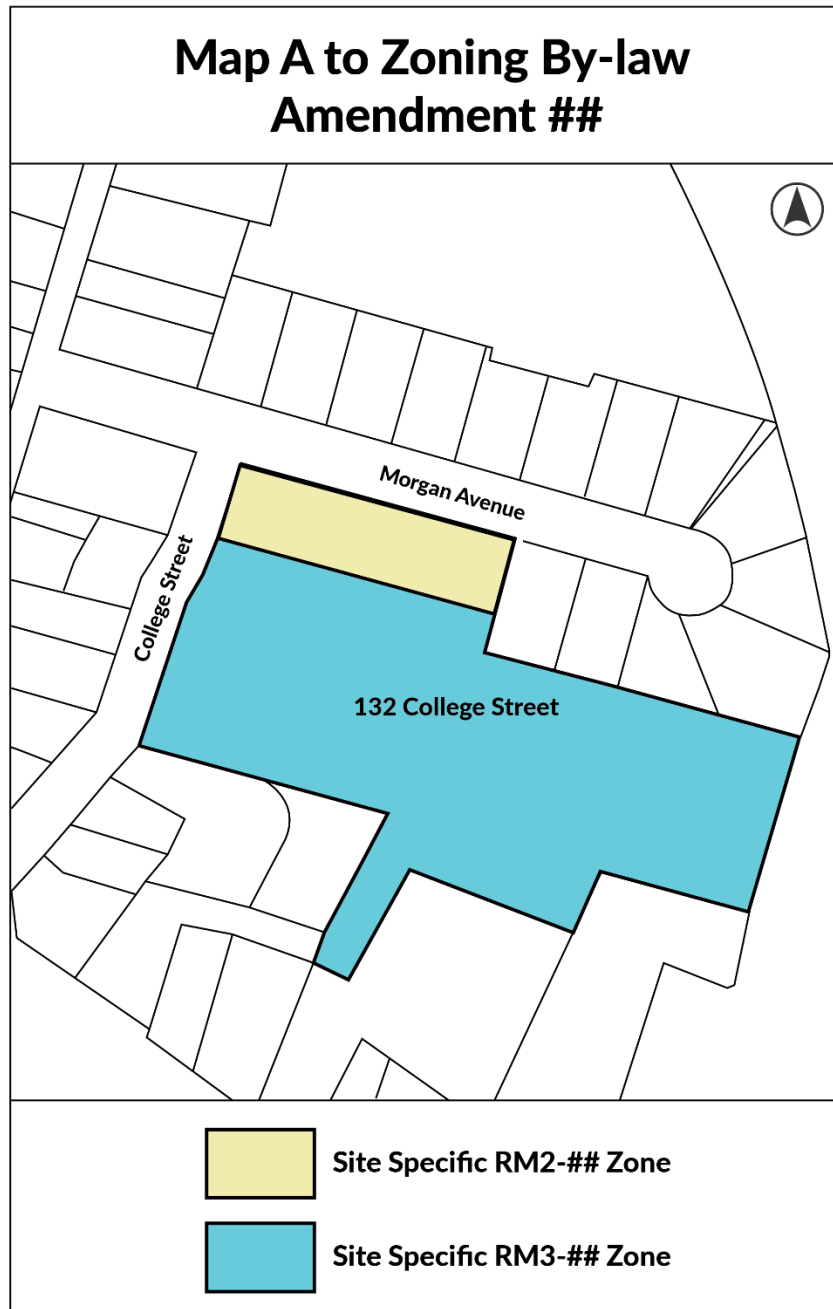 Map A to Zoning By-law
Amendment ##
Morgan Avenue
College Street
132 College Street
Site Specific RM2-## Zone
Site Specific RM3-## Zone